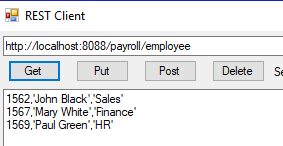 REST Client
http://localhost:8088/payroll/employee
Get Put Post Delete Se
1562,'John Black','Sales'
1567,'Mary White','Finance'
1569,'Paul Green','HR'